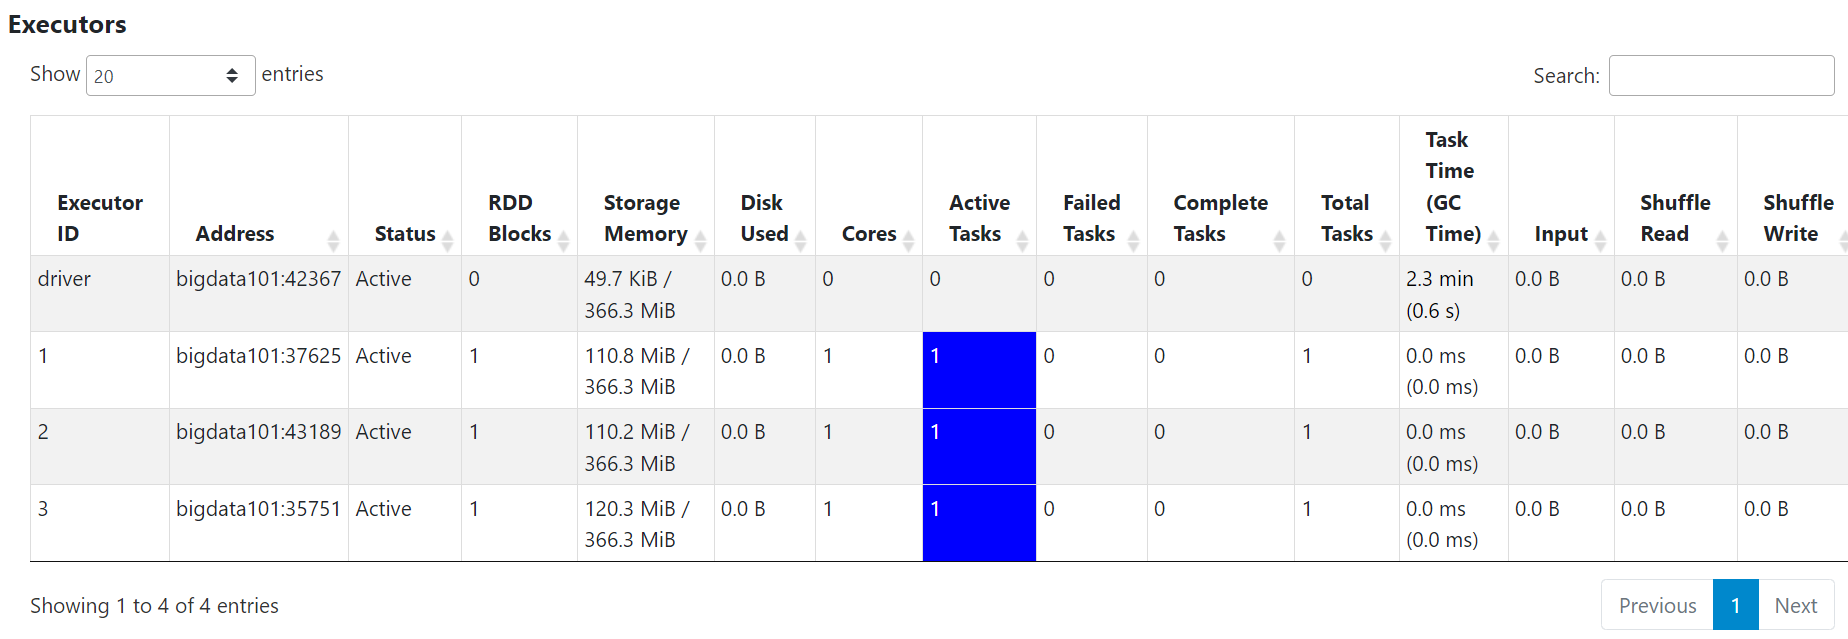 Executors
Show 20 entries
Search:
Executor ID Address Status RDD Blocks Storage Memory Disk Used Cores Active Tasks Failed Tasks Complete Tasks Total Tasks Task Time (GC Time) Input Shuffle Read Shuffle Write
driver bigdata101:42367 Active 0 49.7 KiB / 366.3 MiB 0.0 B 0 0 0 0 0 2.3 min (0.6 s) 0.0 B 0.0 B 0.0 B
1 bigdata101:37625 Active 1 110.8 MiB / 366.3 MiB 0.0 B 1 1 0 0 1 0.0 ms (0.0 ms) 0.0 B 0.0 B 0.0 B
2 bigdata101:43189 Active 1 110.2 MiB / 366.3 MiB 0.0 B 1 1 0 0 1 0.0 ms (0.0 ms) 0.0 B 0.0 B 0.0 B
3 bigdata101:35751 Active 1 120.3 MiB / 366.3 MiB 0.0 B 1 1 0 0 1 0.0 ms (0.0 ms) 0.0 B 0.0 B 0.0 B
Showing 1 to 4 of 4 entries
Previous 1 Next